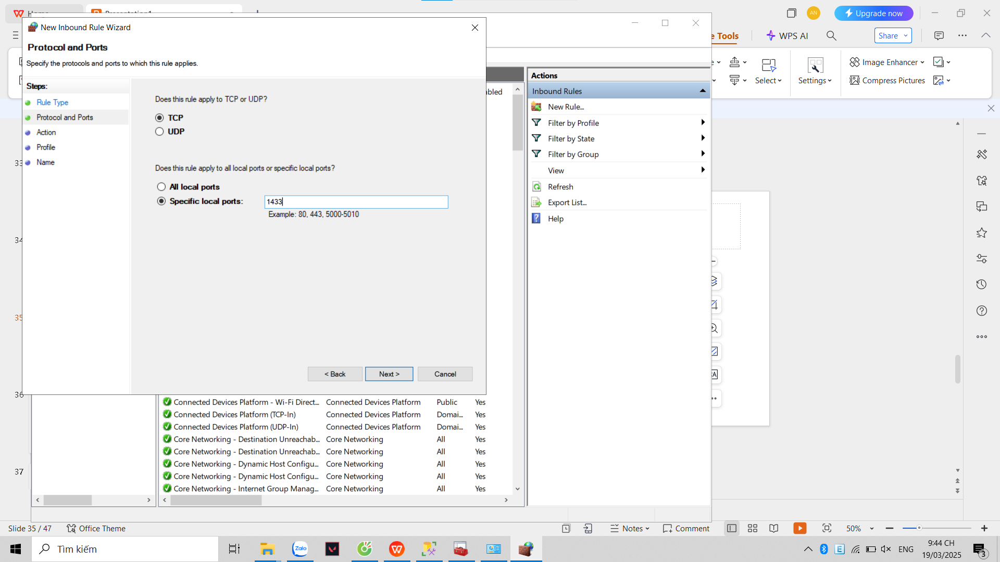 New Inbound Rule Wizard
Protocol and Ports
Specify the protocols and ports to which this rule applies.
Steps:
Rule Type
Protocol and Ports
Action
Profile
Name
Does this rule apply to TCP or UDP?
TCP
UDP
Does this rule apply to all local ports or specific local ports?
All local ports
Specific local ports:
1433
Example: 80, 443, 5000-5010
< Back
Next >
Cancel
AN
Upgrade now
e Tools
WPS AI
Share
Select
Settings
Image Enhancer
Compress Pictures
Actions
Inbound Rules
New Rule...
Filter by Profile
Filter by State
Filter by Group
View
Refresh
Export List...
Help
33
34
35
36
37
Connected Devices Platform - Wi-Fi Direct... Connected Devices Platform Public Yes
Connected Devices Platform (TCP-In) Connected Devices Platform Domai... Yes
Connected Devices Platform (UDP-In) Connected Devices Platform Domai... Yes
Core Networking - Destination Unreachab... Core Networking All Yes
Core Networking - Destination Unreachab... Core Networking All Yes
Core Networking - Dynamic Host Configu... Core Networking All Yes
Core Networking - Dynamic Host Configu... Core Networking All Yes
Core Networking - Internet Group Manag... Core Networking All Yes
Slide 35 / 47
Office Theme
Notes
Comment
50%
Tìm kiếm
Zalo
ENG
9:44 CH
19/03/2025
3